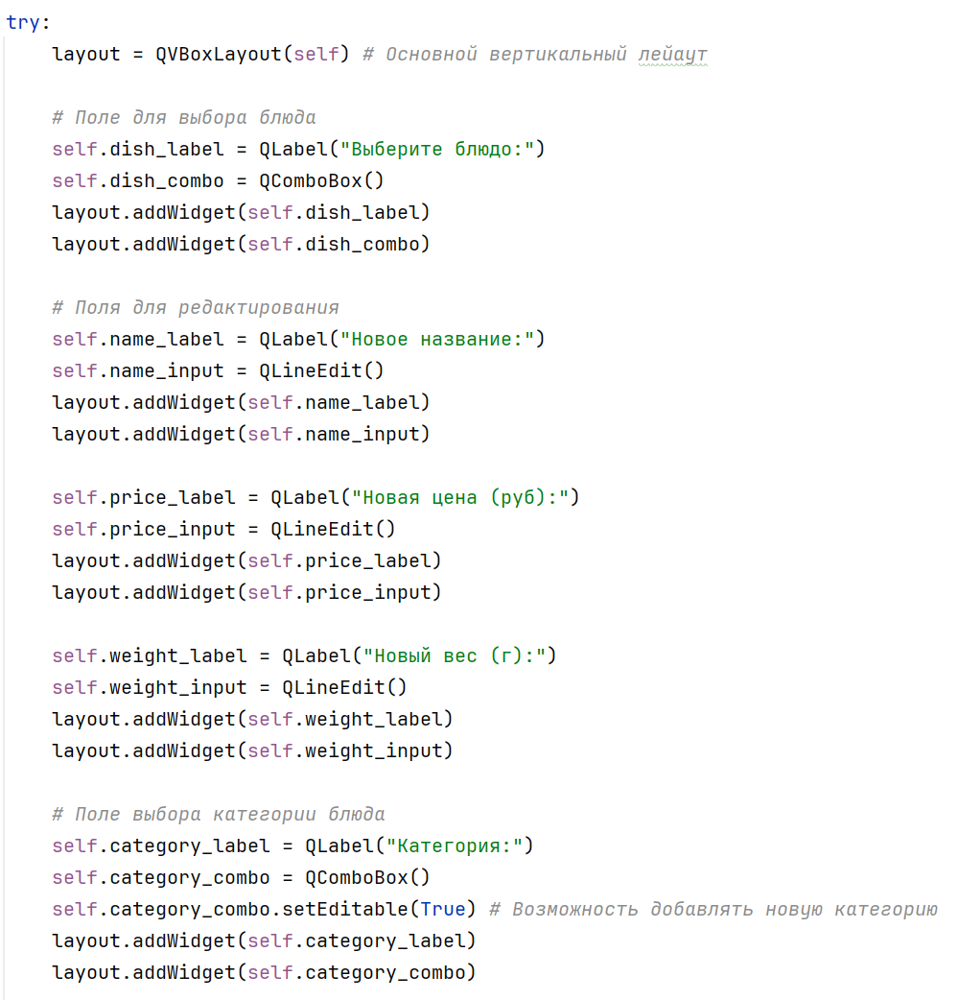 try:
layout = QVBoxLayout(self) # Основной вертикальный лейаут
# Поле для выбора блюда
self.dish_label = QLabel("Выберите блюдо:")
self.dish_combo = QComboBox()
layout.addWidget(self.dish_label)
layout.addWidget(self.dish_combo)
# Поля для редактирования
self.name_label = QLabel("Новое название:")
self.name_input = QLineEdit()
layout.addWidget(self.name_label)
layout.addWidget(self.name_input)
self.price_label = QLabel("Новая цена (руб):")
self.price_input = QLineEdit()
layout.addWidget(self.price_label)
layout.addWidget(self.price_input)
self.weight_label = QLabel("Новый вес (г):")
self.weight_input = QLineEdit()
layout.addWidget(self.weight_label)
layout.addWidget(self.weight_input)
# Поле выбора категории блюда
self.category_label = QLabel("Категория:")
self.category_combo = QComboBox()
self.category_combo.setEditable(True) # Возможность добавлять новую категорию
layout.addWidget(self.category_label)
layout.addWidget(self.category_combo)